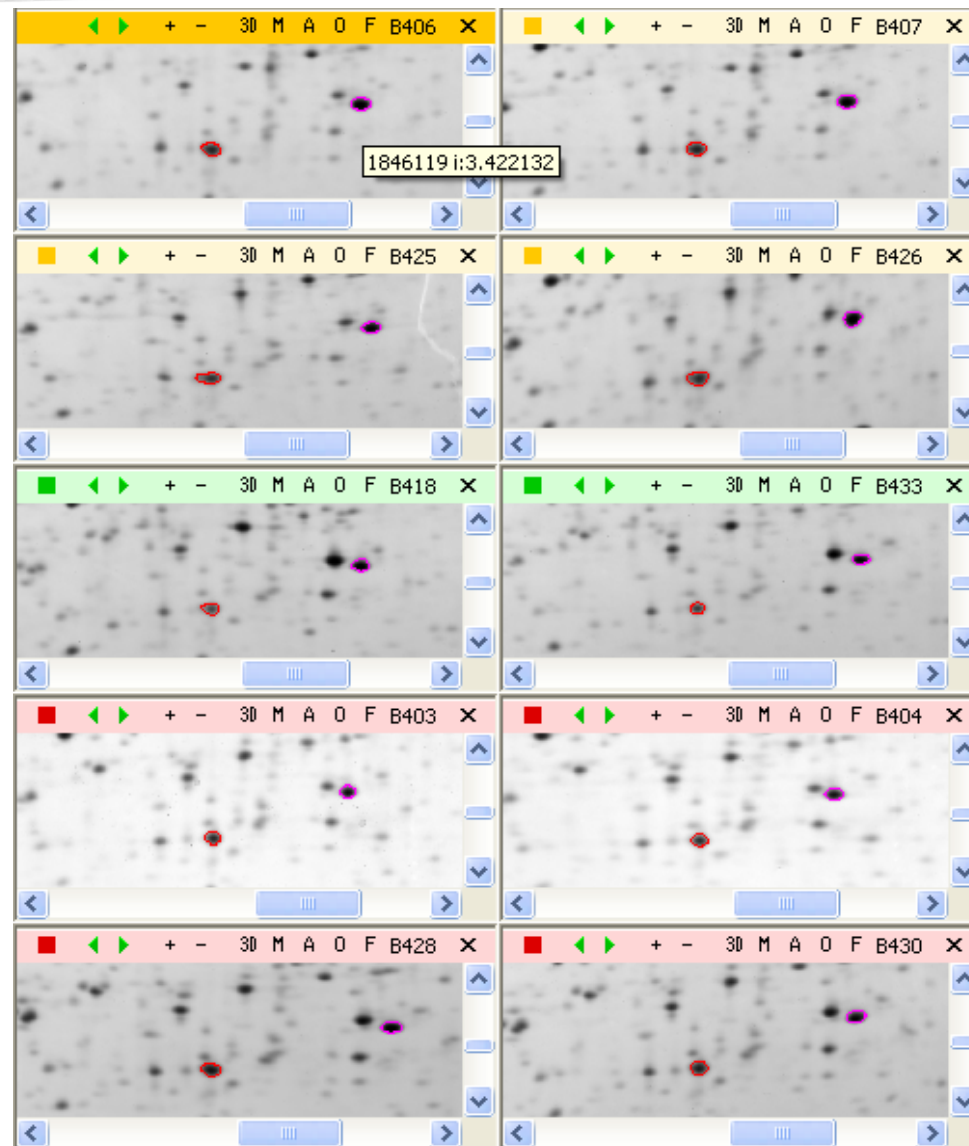 + - 3D M A O F B406 ×
+ - 3D M A O F B407 ×
1846119 i:3.422132
+ - 3D M A O F B425 ×
+ - 3D M A O F B426 ×
+ - 3D M A O F B418 ×
+ - 3D M A O F B433 ×
+ - 3D M A O F B403 ×
+ - 3D M A O F B404 ×
+ - 3D M A O F B428 ×
+ - 3D M A O F B430 ×